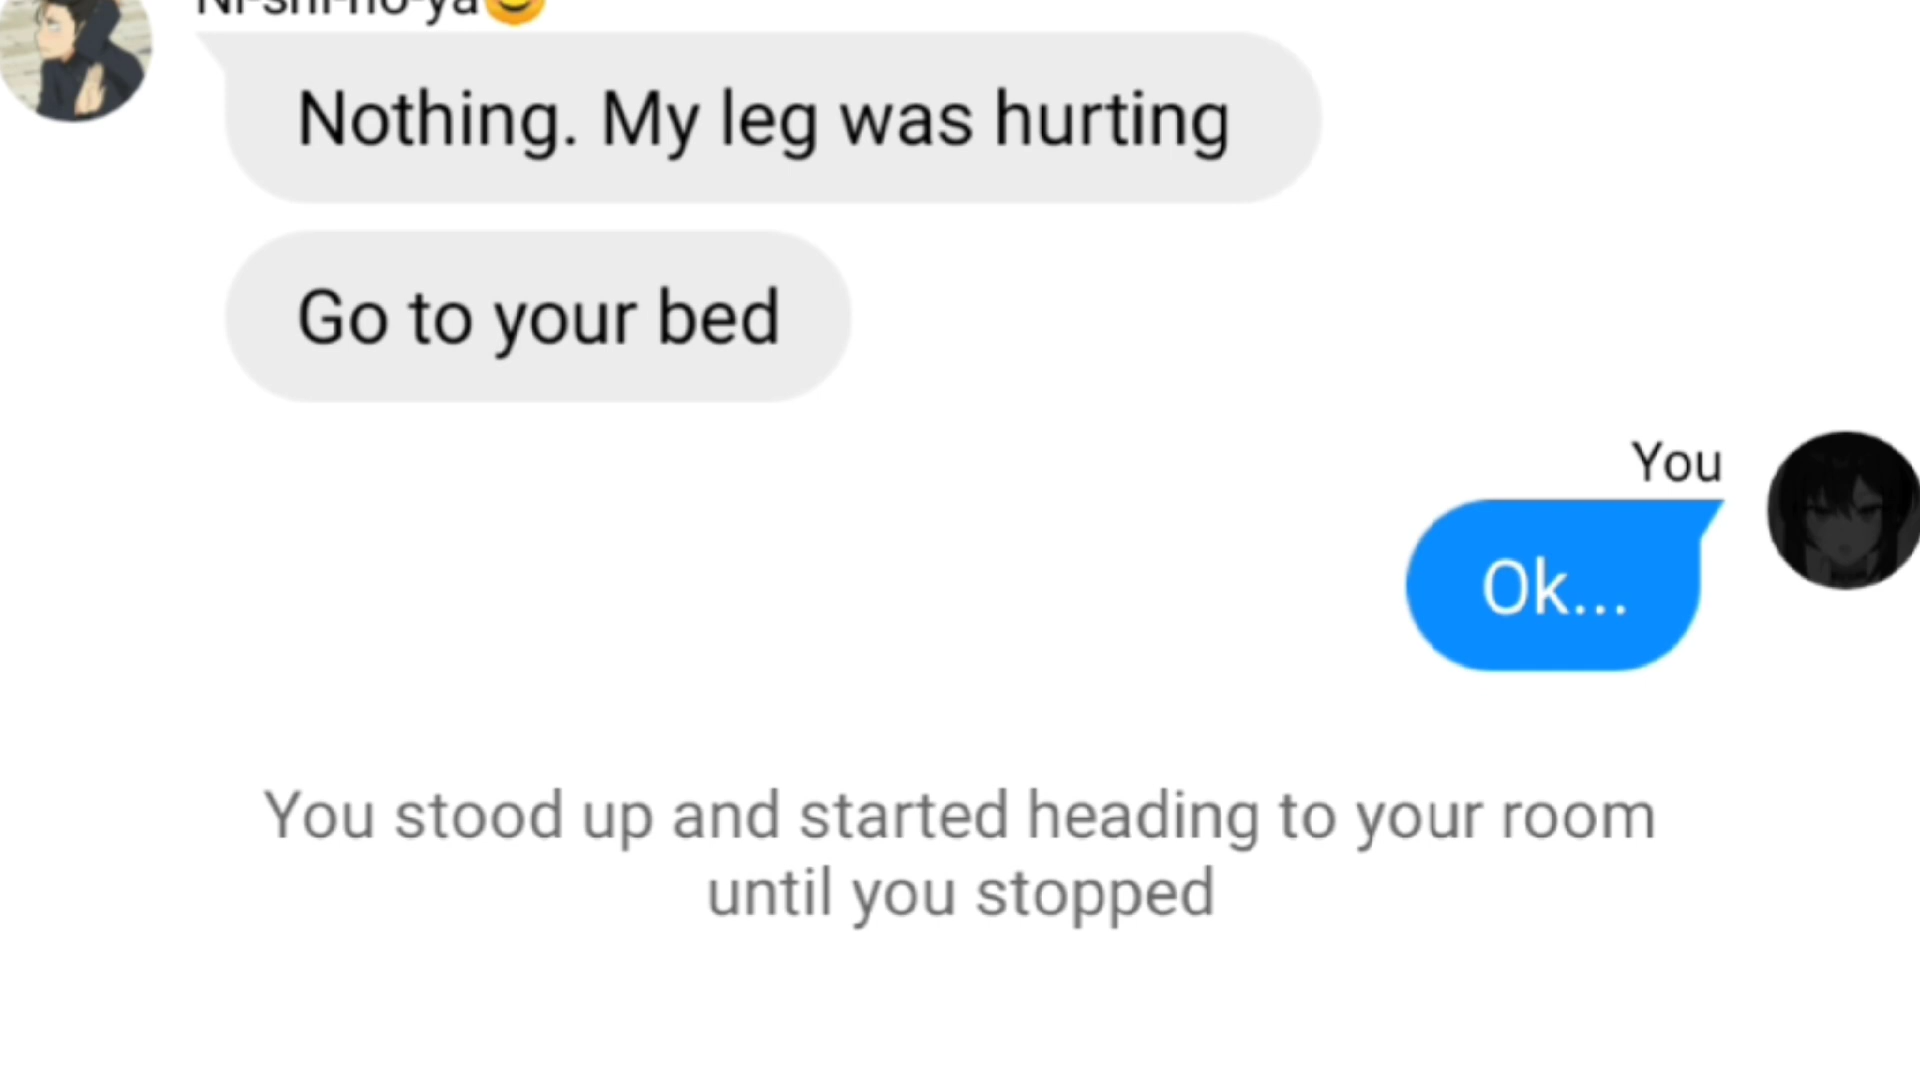 Ni-shi-no-ya😊
Nothing. My leg was hurting
Go to your bed
You
Ok...
You stood up and started heading to your room
until you stopped